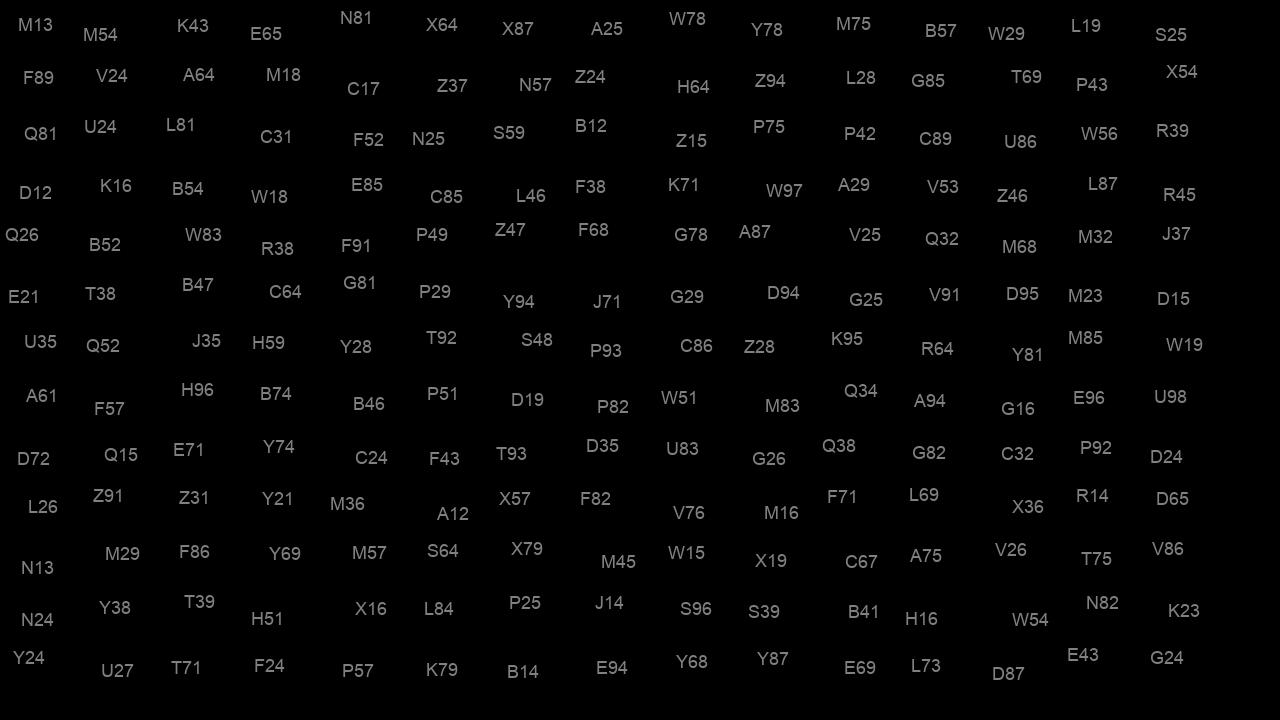 M13 M54 K43 E65 N81 X64 X87 A25 W78 Y78 M75 B57 W29 L19 S25
F89 V24 A64 M18 C17 Z37 N57 Z24 H64 Z94 L28 G85 T69 P43 X54
Q81 U24 L81 C31 F52 N25 S59 B12 Z15 P75 P42 C89 U86 W56 R39
D12 K16 B54 W18 E85 C85 L46 F38 K71 W97 A29 V53 Z46 L87 R45
Q26 B52 W83 R38 F91 P49 Z47 F68 G78 A87 V25 Q32 M68 M32 J37
E21 T38 B47 C64 G81 P29 Y94 J71 G29 D94 G25 V91 D95 M23 D15
U35 Q52 J35 H59 Y28 T92 S48 P93 C86 Z28 K95 R64 Y81 M85 W19
A61 F57 H96 B74 B46 P51 D19 P82 W51 M83 Q34 A94 G16 E96 U98
D72 Q15 E71 Y74 C24 F43 T93 D35 U83 G26 Q38 G82 C32 P92 D24
L26 Z91 Z31 Y21 M36 A12 X57 F82 V76 M16 F71 L69 X36 R14 D65
N13 M29 F86 Y69 M57 S64 X79 M45 W15 X19 C67 A75 V26 T75 V86
N24 Y38 T39 H51 X16 L84 P25 J14 S96 S39 B41 H16 W54 N82 K23
Y24 U27 T71 F24 P57 K79 B14 E94 Y68 Y87 E69 L73 D87 E43 G24